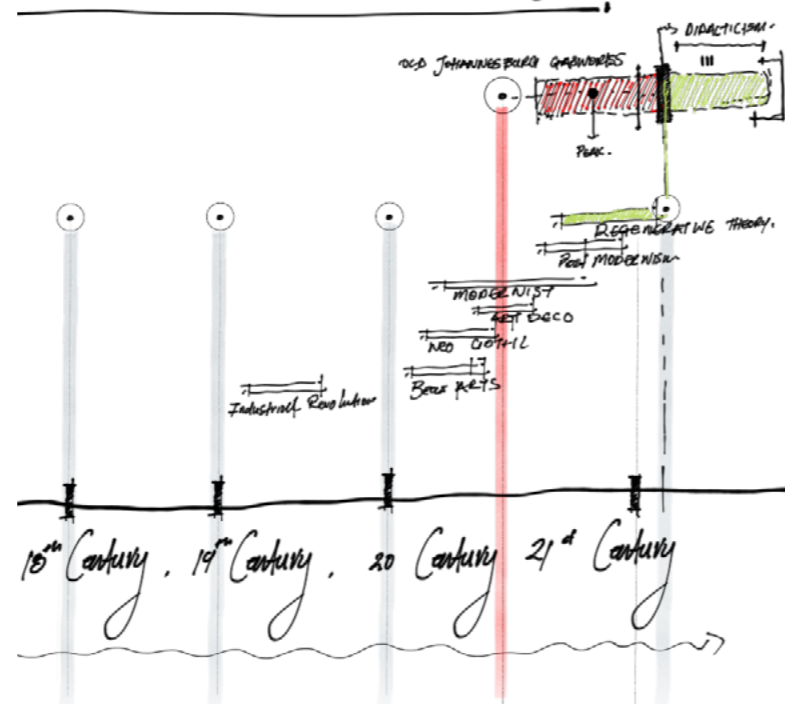 DIDACTICISM.
OLD JOHANNESBURG GASWORKS
III
PEAK.
REGENERATIVE THEORY.
POST MODERNISM
MODERNIST
ART DECO
NEO GOTHIC
BEAUX ARTS
Industrial Revolution
18th Century. 19th Century. 20 Century 21st Century